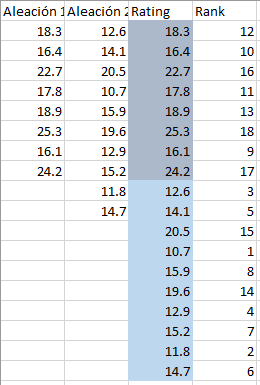 Aleación 1 Aleación 2 Rating Rank
18.3 12.6 18.3 12
16.4 14.1 16.4 10
22.7 20.5 22.7 16
17.8 10.7 17.8 11
18.9 15.9 18.9 13
25.3 19.6 25.3 18
16.1 12.9 16.1 9
24.2 15.2 24.2 17
11.8 12.6 3
14.7 14.1 5
20.5 15
10.7 1
15.9 8
19.6 14
12.9 4
15.2 7
11.8 2
14.7 6